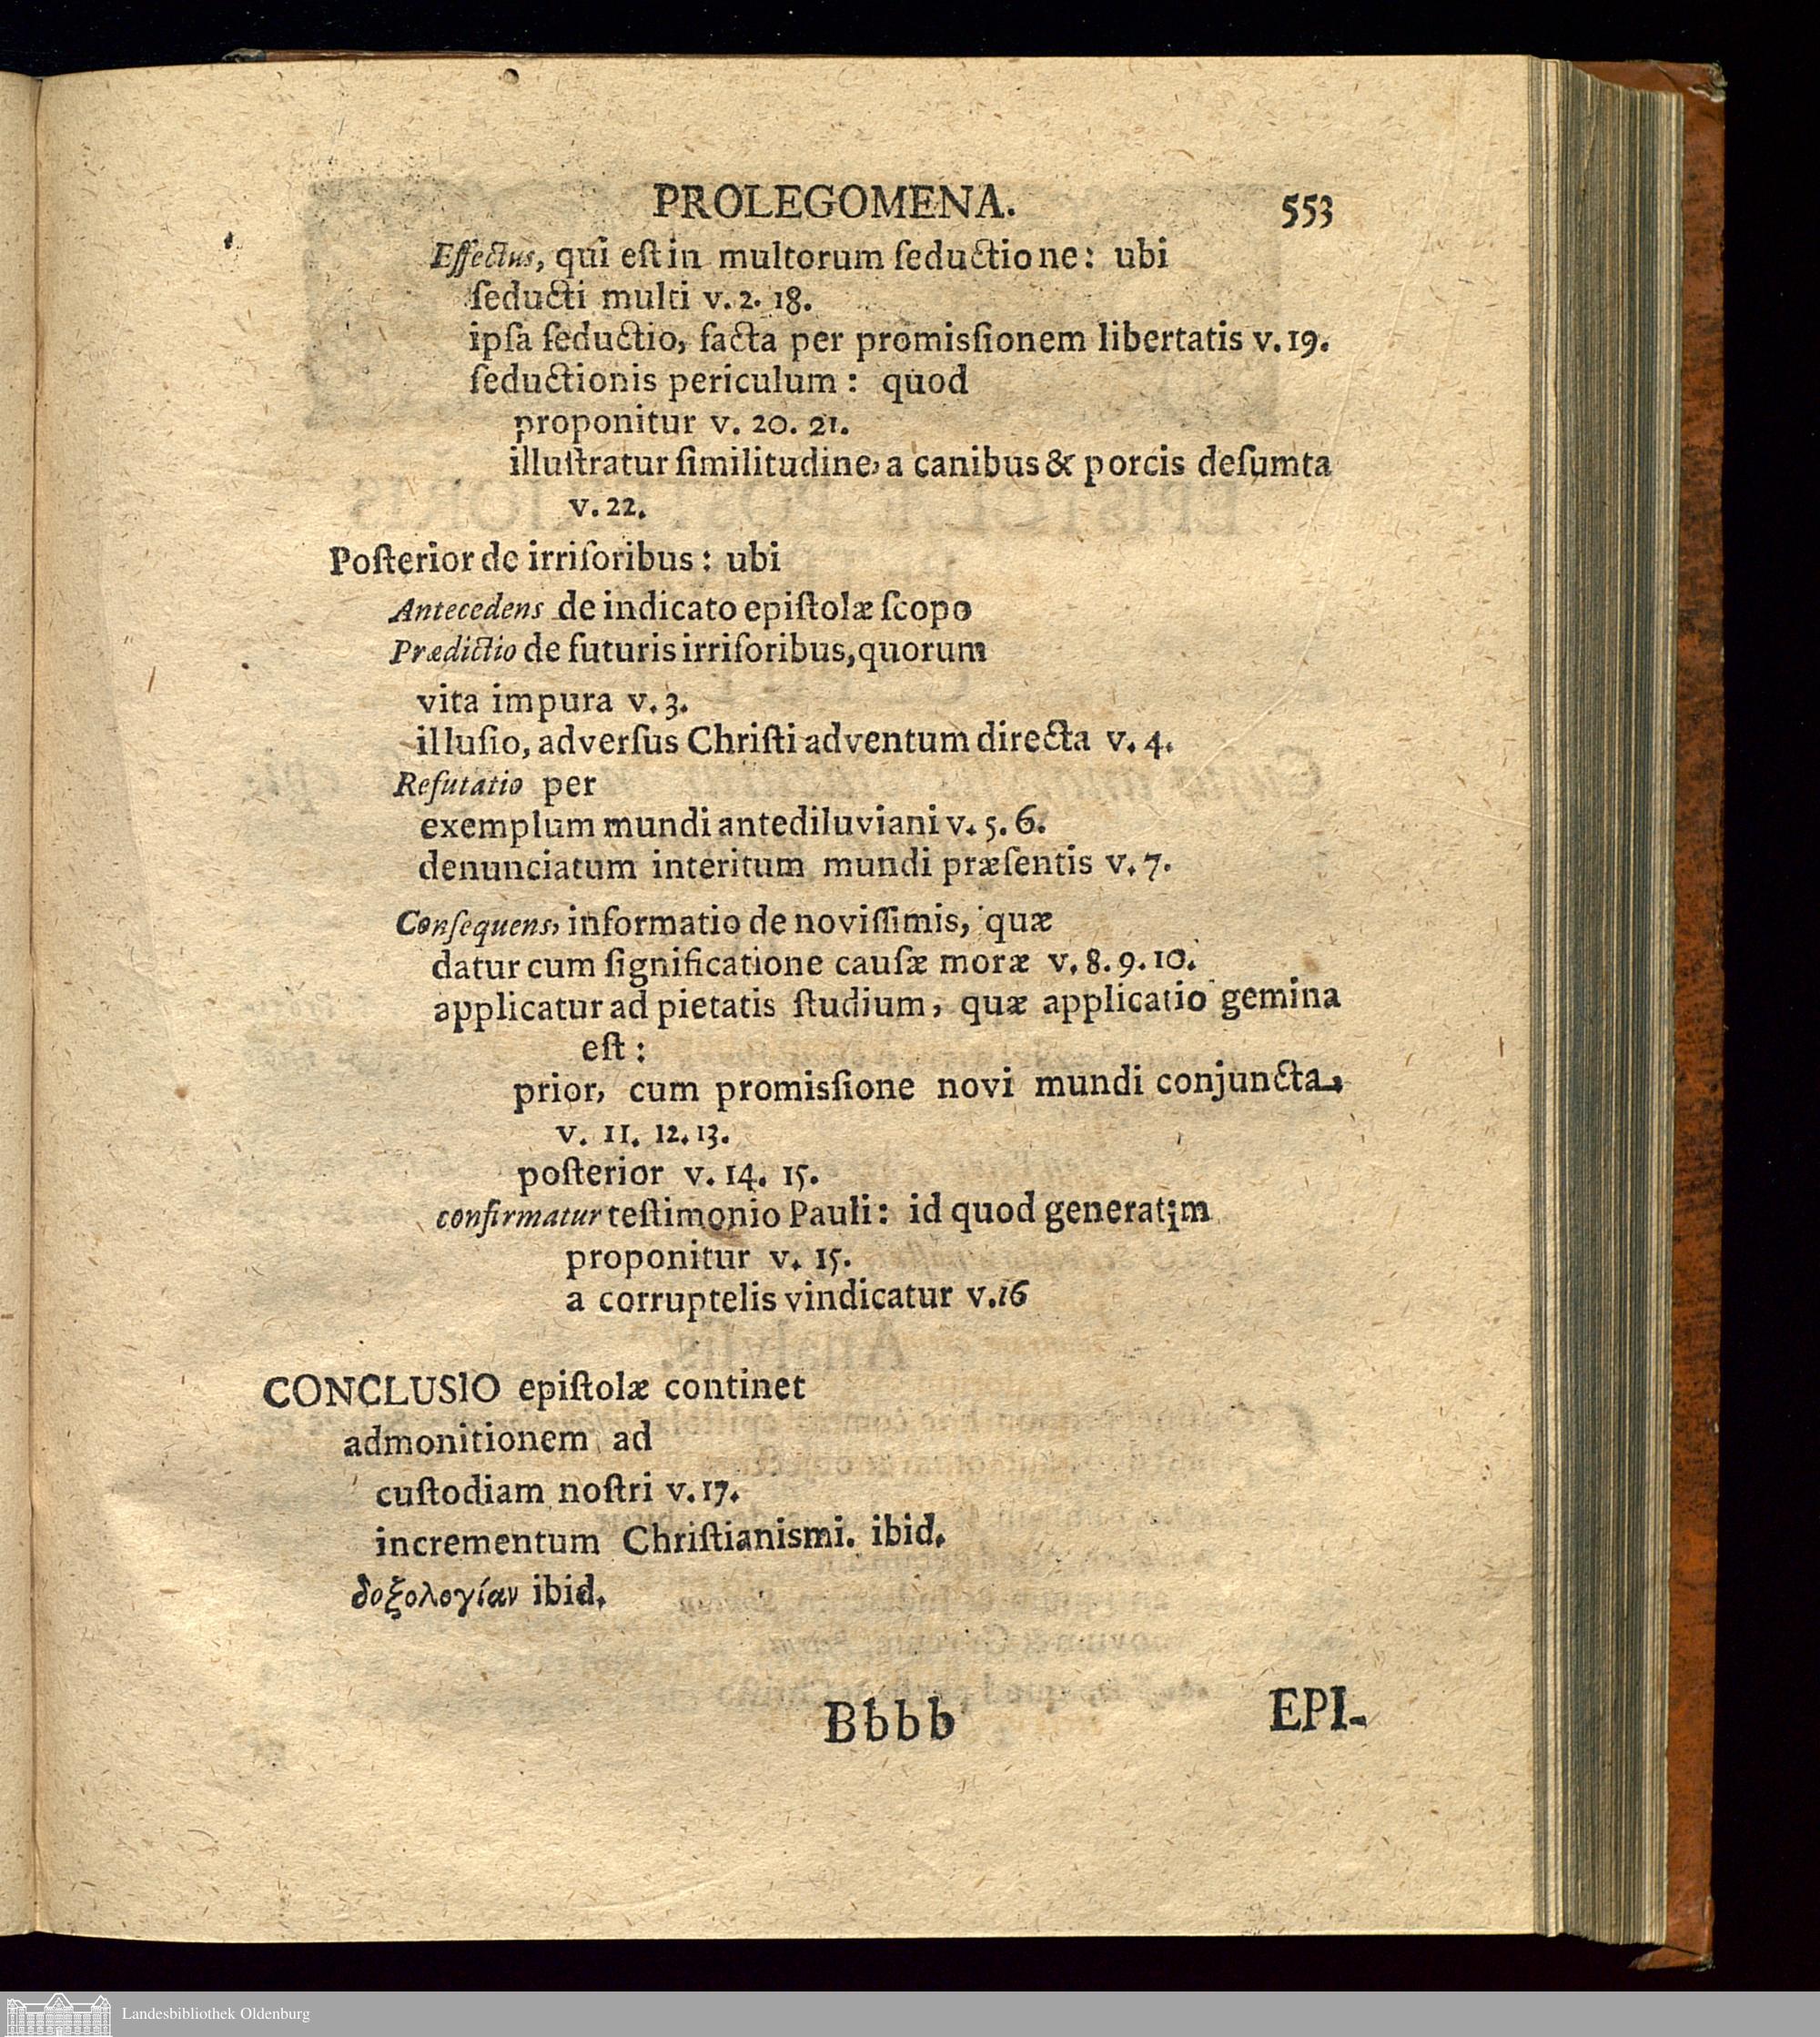 PROLEGOMENA. 553
Effectus, qui eſt in multorum ſeductione: ubi
ſeducti multi v. 2. 18.
ipſa ſeductio, facta per promisſionem libertatis v. 19.
ſeductionis periculum: quod
proponitur v. 20. 21.
illuſtratur ſimilitudine, a canibus & porcis deſumta
v. 22.
Poſterior de irriſoribus: ubi
Antecedens de indicato epiſtolæ ſcopo
Prædictio de futuris irriſoribus, quorum
vita impura v. 3.
illuſio, adverſus Chriſti adventum directa v. 4.
Refutatio per
exemplum mundi antediluviani v. 5. 6.
denunciatum interitum mundi præſentis v. 7.
Conſequens, informatio de noviſſimis, quæ
datur cum ſignificatione cauſæ moræ v. 8. 9. 10.
applicatur ad pietatis ſtudium, quæ applicatio gemina
eſt:
prior, cum promisſione novi mundi conjuncta,
v. 11. 12. 13.
poſterior v. 14. 15.
confirmatur teſtimonio Pauli: id quod generatim
proponitur v. 15.
a corruptelis vindicatur v. 16
CONCLUSIO epiſtolæ continet
admonitionem ad
cuſtodiam noſtri v. 17.
incrementum Chriſtianismi. ibid.
δοξολογίαν ibid.
Bbbb EPI-
Landesbibliothek Oldenburg